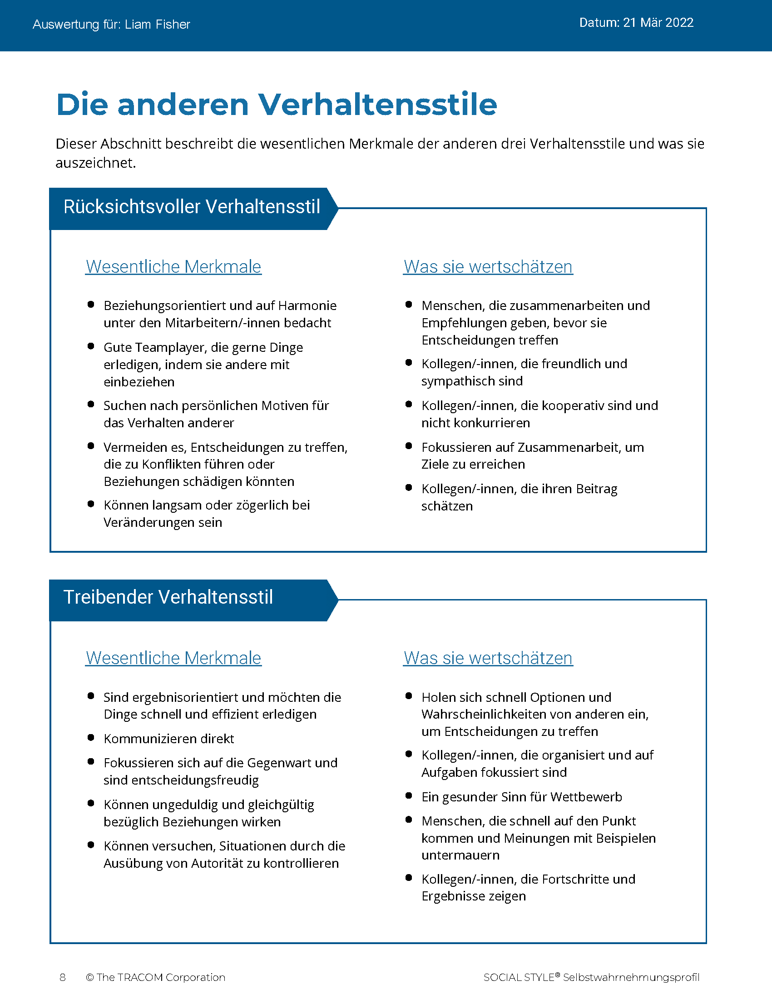 Auswertung für: Liam Fisher
Datum: 21 Mär 2022
Die anderen Verhaltensstile
Dieser Abschnitt beschreibt die wesentlichen Merkmale der anderen drei Verhaltensstile und was sie
auszeichnet.
Rücksichtsvoller Verhaltensstil
Wesentliche Merkmale
• Beziehungsorientiert und auf Harmonie
unter den Mitarbeitern/-innen bedacht
• Gute Teamplayer, die gerne Dinge
erledigen, indem sie andere mit
einbeziehen
• Suchen nach persönlichen Motiven für
das Verhalten anderer
• Vermeiden es, Entscheidungen zu treffen,
die zu Konflikten führen oder
Beziehungen schädigen könnten
• Können langsam oder zögerlich bei
Veränderungen sein
Was sie wertschätzen
• Menschen, die zusammenarbeiten und
Empfehlungen geben, bevor sie
Entscheidungen treffen
• Kollegen/-innen, die freundlich und
sympathisch sind
• Kollegen/-innen, die kooperativ sind und
nicht konkurrieren
• Fokussieren auf Zusammenarbeit, um
Ziele zu erreichen
• Kollegen/-innen, die ihren Beitrag
schätzen
Treibender Verhaltensstil
Wesentliche Merkmale
• Sind ergebnisorientiert und möchten die
Dinge schnell und effizient erledigen
• Kommunizieren direkt
• Fokussieren sich auf die Gegenwart und
sind entscheidungsfreudig
• Können ungeduldig und gleichgültig
bezüglich Beziehungen wirken
• Können versuchen, Situationen durch die
Ausübung von Autorität zu kontrollieren
Was sie wertschätzen
• Holen sich schnell Optionen und
Wahrscheinlichkeiten von anderen ein,
um Entscheidungen zu treffen
• Kollegen/-innen, die organisiert und auf
Aufgaben fokussiert sind
• Ein gesunder Sinn für Wettbewerb
• Menschen, die schnell auf den Punkt
kommen und Meinungen mit Beispielen
untermauern
• Kollegen/-innen, die Fortschritte und
Ergebnisse zeigen
8 © The TRACOM Corporation
SOCIAL STYLE® Selbstwahrnehmungsprofil